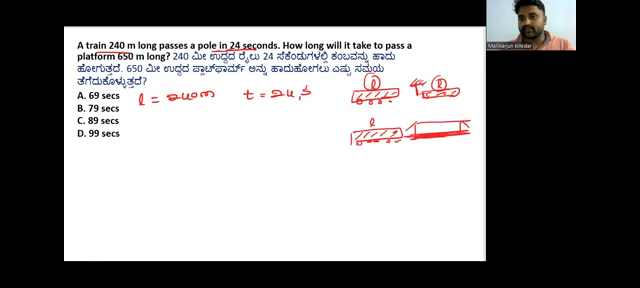 A train 240 m long passes a pole in 24 seconds. How long will it take to pass a
platform 650 m long? 240 ಮೀ ಉದ್ದದ ರೈಲು 24 ಸೆಕೆಂಡುಗಳಲ್ಲಿ ಕಂಬವನ್ನು ಹಾದು
ಹೋಗುತ್ತದೆ. 650 ಮೀ ಉದ್ದದ ಪ್ಲಾಟ್‌ಫಾರ್ಮ್ ಅನ್ನು ಹಾದುಹೋಗಲು ಎಷ್ಟು ಸಮಯ
ತೆಗೆದುಕೊಳ್ಳುತ್ತದೆ?
A. 69 secs
B. 79 secs
C. 89 secs
D. 99 secs
l = 240m t = 24 s
l
l
l
Mallikarjun killedar